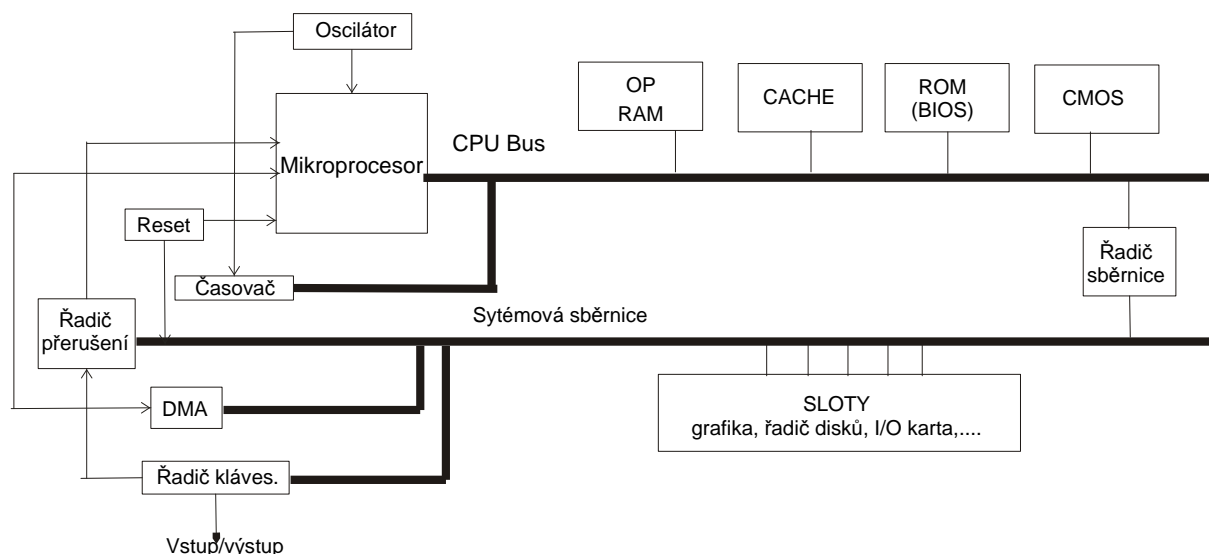 Oscilátor
OP
RAM
CACHE
ROM
(BIOS)
CMOS
CPU Bus
Mikroprocesor
Reset
Řadič
sběrnice
Časovač
Sytémová sběrnice
Řadič
přerušení
DMA
SLOTY
grafika, řadič disků, I/O karta,....
Řadič kláves.
Vstup/výstup